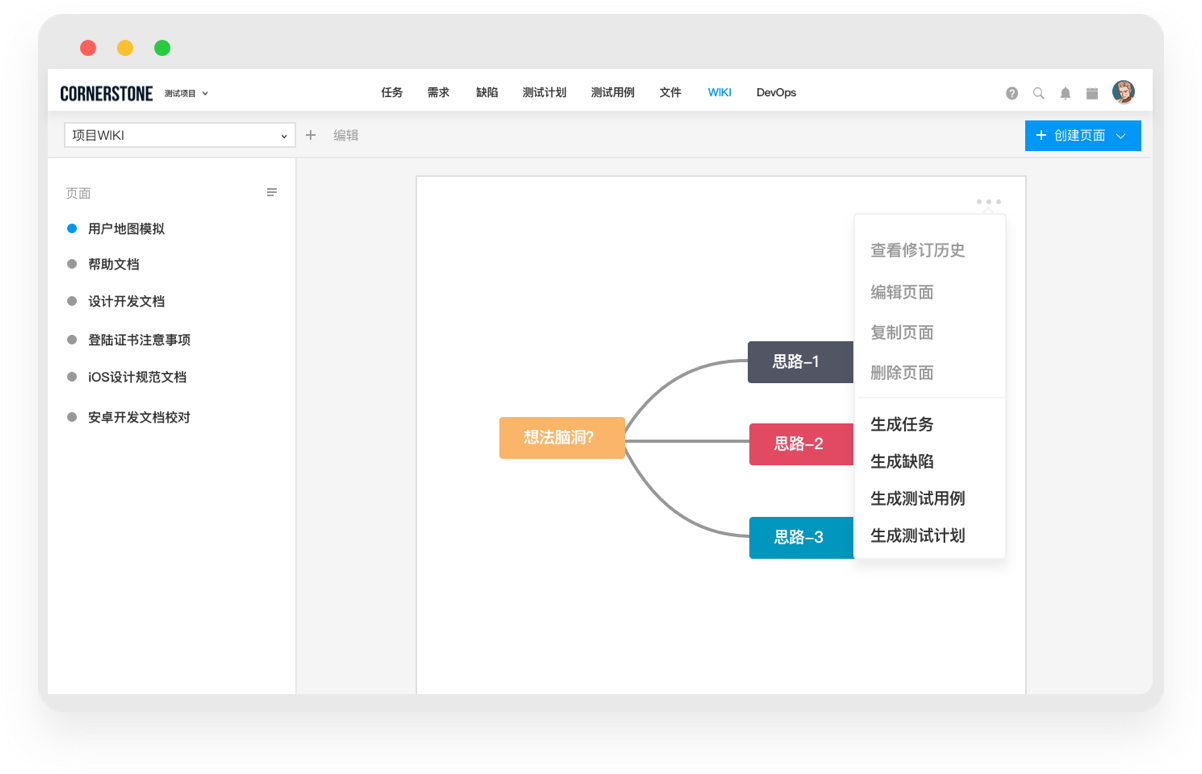 CORNERSTONE 测试项目 任务 需求 缺陷 测试计划 测试用例 文件 WIKI DevOps
项目WIKI 编辑 创建页面
页面
用户地图模拟
帮助文档
设计开发文档
登陆证书注意事项
iOS设计规范文档
安卓开发文档校对
想法脑洞?
思路-1
思路-2
思路-3
查看修订历史
编辑页面
复制页面
删除页面
生成任务
生成缺陷
生成测试用例
生成测试计划